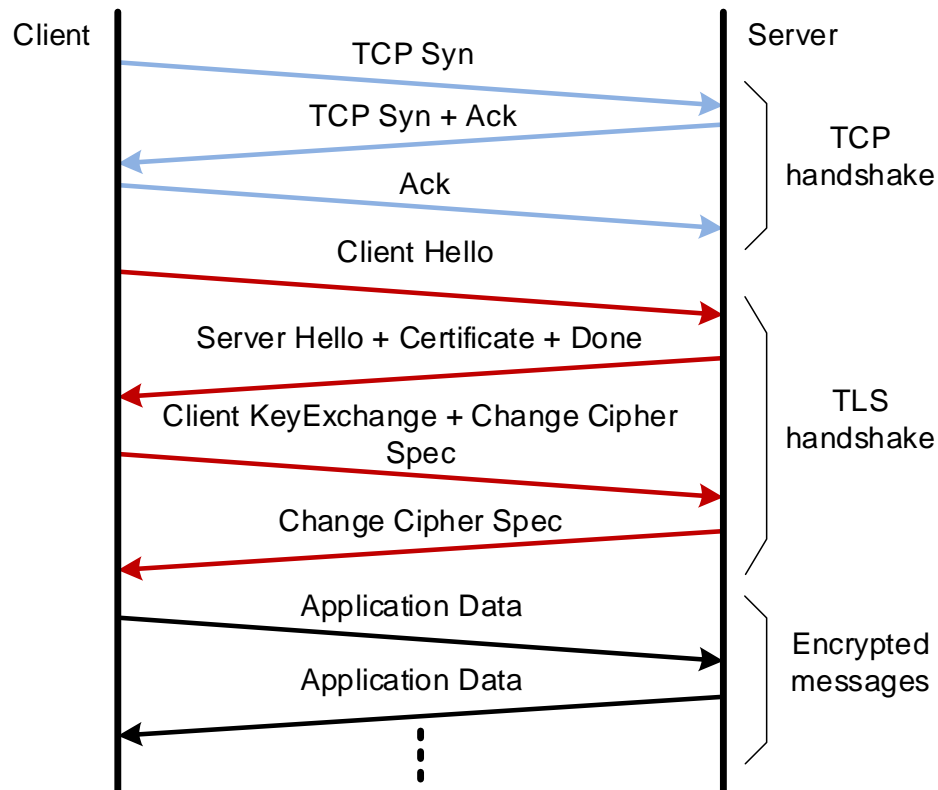 Client
Server
TCP Syn
TCP Syn + Ack
Ack
TCP
handshake
Client Hello
Server Hello + Certificate + Done
Client KeyExchange + Change Cipher
Spec
Change Cipher Spec
TLS
handshake
Application Data
Application Data
Encrypted
messages